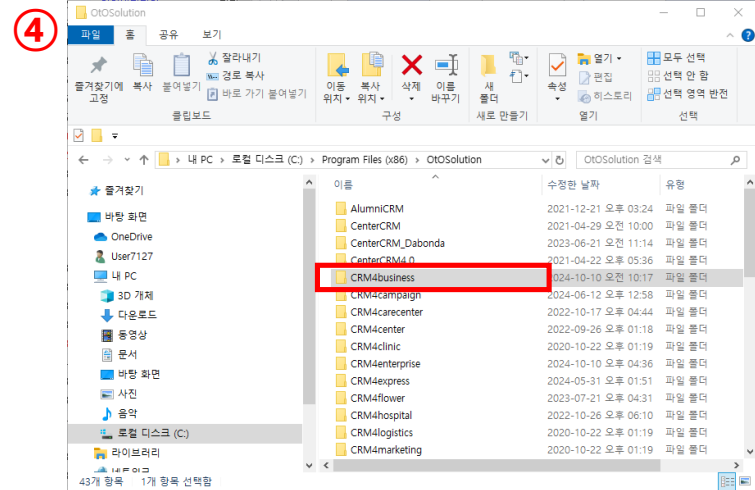 ④
OtOSolution
파일 홈 공유 보기
즐겨찾기에 고정
복사
붙여넣기
잘라내기
경로 복사
바로 가기 붙여넣기
이동 위치
복사 위치
삭제
이름 바꾸기
새 폴더
속성
열기
편집
히스토리
모두 선택
선택 안 함
선택 영역 반전
클립보드 구성 새로 만들기 열기 선택
내 PC > 로컬 디스크 (C:) > Program Files (x86) > OtOSolution
OtOSolution 검색
이름 수정한 날짜 유형
즐겨찾기
바탕 화면
OneDrive
User7127
내 PC
3D 개체
다운로드
동영상
문서
바탕 화면
사진
음악
로컬 디스크 (C:)
라이브러리
네트워크
AlumniCRM 2021-12-21 오후 03:24 파일 폴더
CenterCRM 2021-04-29 오전 10:00 파일 폴더
CenterCRM_Dabonda 2023-06-21 오전 11:14 파일 폴더
CenterCRM4.0 2021-04-22 오후 05:36 파일 폴더
CRM4business 2024-10-10 오전 10:17 파일 폴더
CRM4campaign 2024-06-12 오후 12:58 파일 폴더
CRM4carecenter 2022-10-17 오후 04:44 파일 폴더
CRM4center 2022-09-26 오후 01:18 파일 폴더
CRM4clinic 2020-10-22 오후 01:19 파일 폴더
CRM4enterprise 2024-10-10 오후 04:36 파일 폴더
CRM4express 2024-05-31 오후 01:51 파일 폴더
CRM4flower 2023-07-21 오후 04:31 파일 폴더
CRM4hospital 2022-10-26 오후 06:10 파일 폴더
CRM4logistics 2020-10-22 오후 01:19 파일 폴더
CRM4marketing 2020-10-22 오후 01:19 파일 폴더
43개 항목 1개 항목 선택함